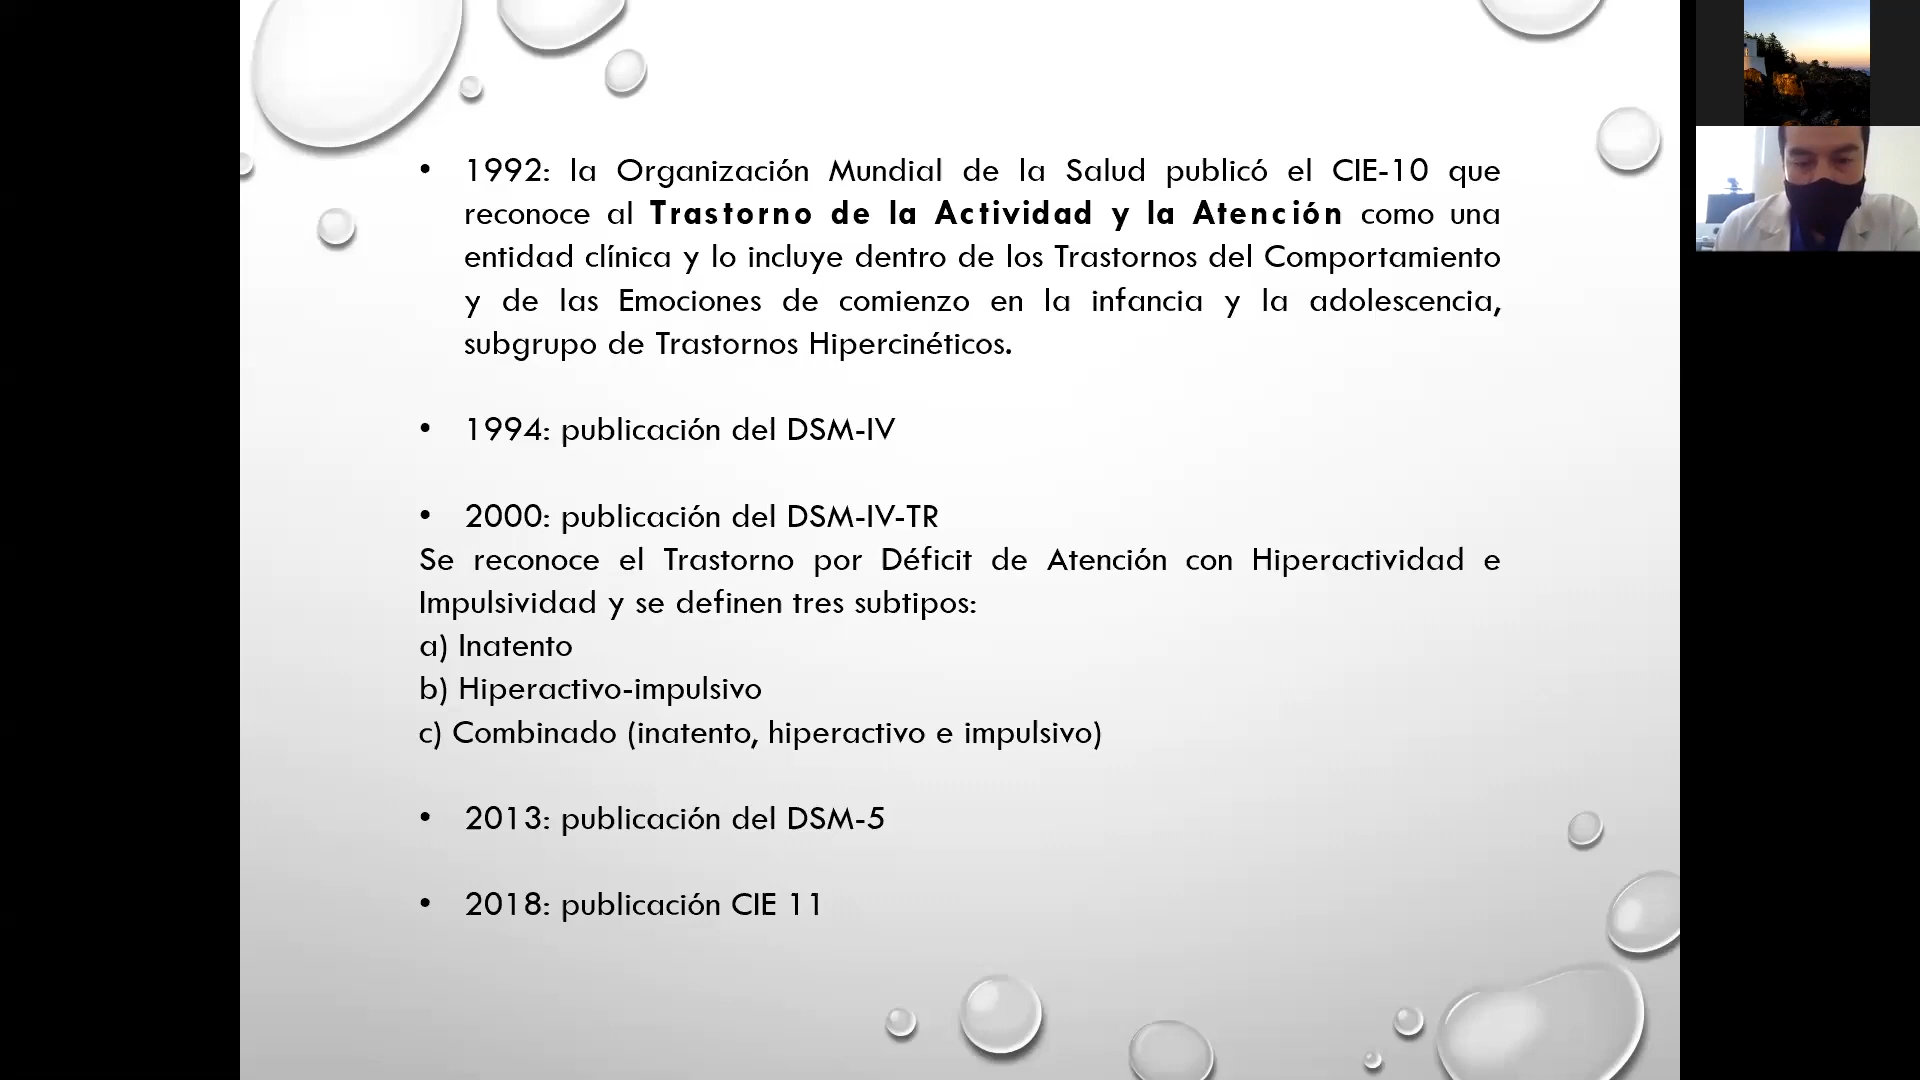 • 1992: la Organización Mundial de la Salud publicó el CIE-10 que
reconoce al Trastorno de la Actividad y la Atención como una
entidad clínica y lo incluye dentro de los Trastornos del Comportamiento
y de las Emociones de comienzo en la infancia y la adolescencia,
subgrupo de Trastornos Hipercinéticos.
• 1994: publicación del DSM-IV
• 2000: publicación del DSM-IV-TR
Se reconoce el Trastorno por Déficit de Atención con Hiperactividad e
Impulsividad y se definen tres subtipos:
a) Inatento
b) Hiperactivo-impulsivo
c) Combinado (inatento, hiperactivo e impulsivo)
• 2013: publicación del DSM-5
• 2018: publicación CIE 11